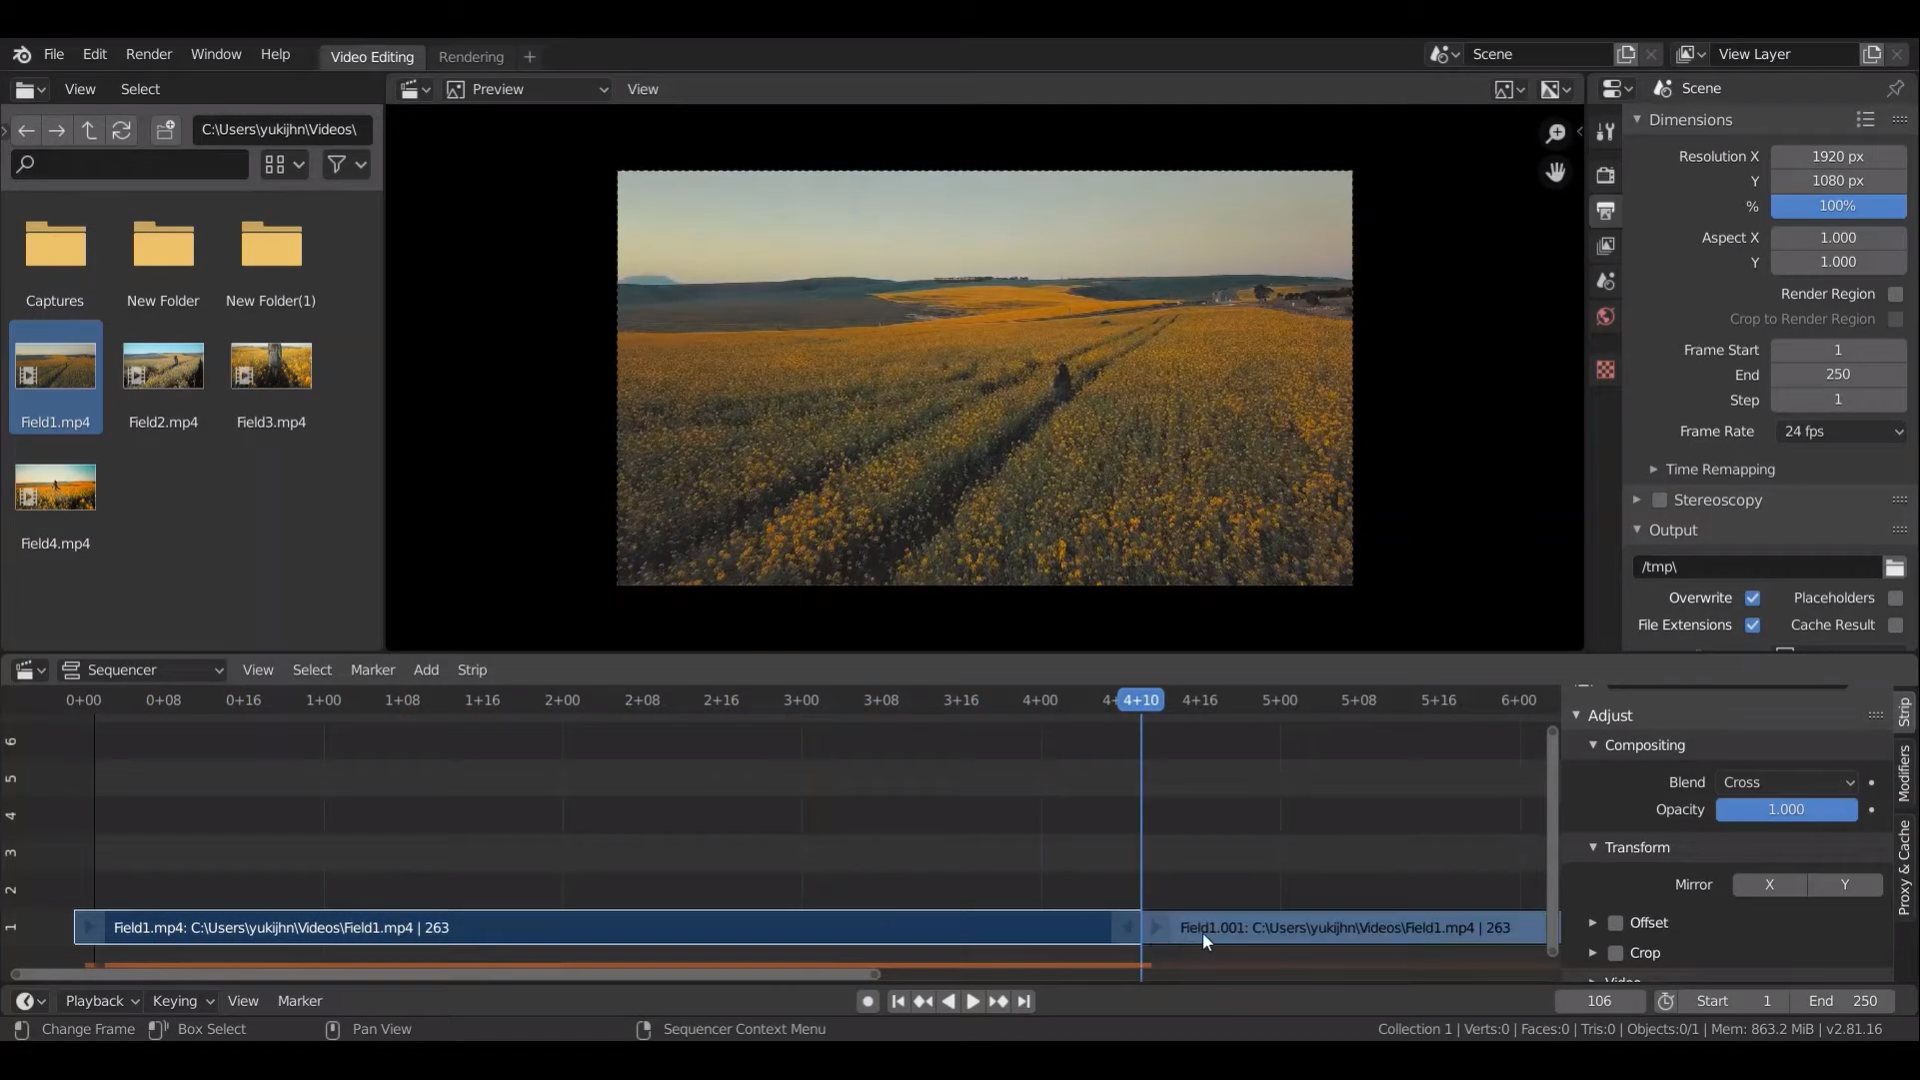 File Edit Render Window Help Video Editing Rendering + Scene View Layer
View Select Preview View Scene
C:\Users\yukijhn\Videos\
Captures New Folder New Folder(1)
Field1.mp4 Field2.mp4 Field3.mp4
Field4.mp4
Dimensions
Resolution X 1920 px
Y 1080 px
% 100%
Aspect X 1.000
Y 1.000
Render Region
Crop to Render Region
Frame Start 1
End 250
Step 1
Frame Rate 24 fps
Time Remapping
Stereoscopy
Output
/tmp\
Overwrite Placeholders
File Extensions Cache Result
Sequencer View Select Marker Add Strip
0+00 0+08 0+16 1+00 1+08 1+16 2+00 2+08 2+16 3+00 3+08 3+16 4+00 4+10 4+16 5+00 5+08 5+16 6+00
6
5
4
3
2
1
Field1.mp4: C:\Users\yukijhn\Videos\Field1.mp4 | 263 Field1.001: C:\Users\yukijhn\Videos\Field1.mp4 | 263
Adjust
Compositing
Blend Cross
Opacity 1.000
Transform
Mirror X Y
Offset
Crop
Strip
Modifiers
Proxy & Cache
Playback Keying View Marker 106 Start 1 End 250
Change Frame Box Select Pan View Sequencer Context Menu Collection 1 | Verts:0 | Faces:0 | Tris:0 | Objects:0/1 | Mem: 863.2 MiB | v2.81.16